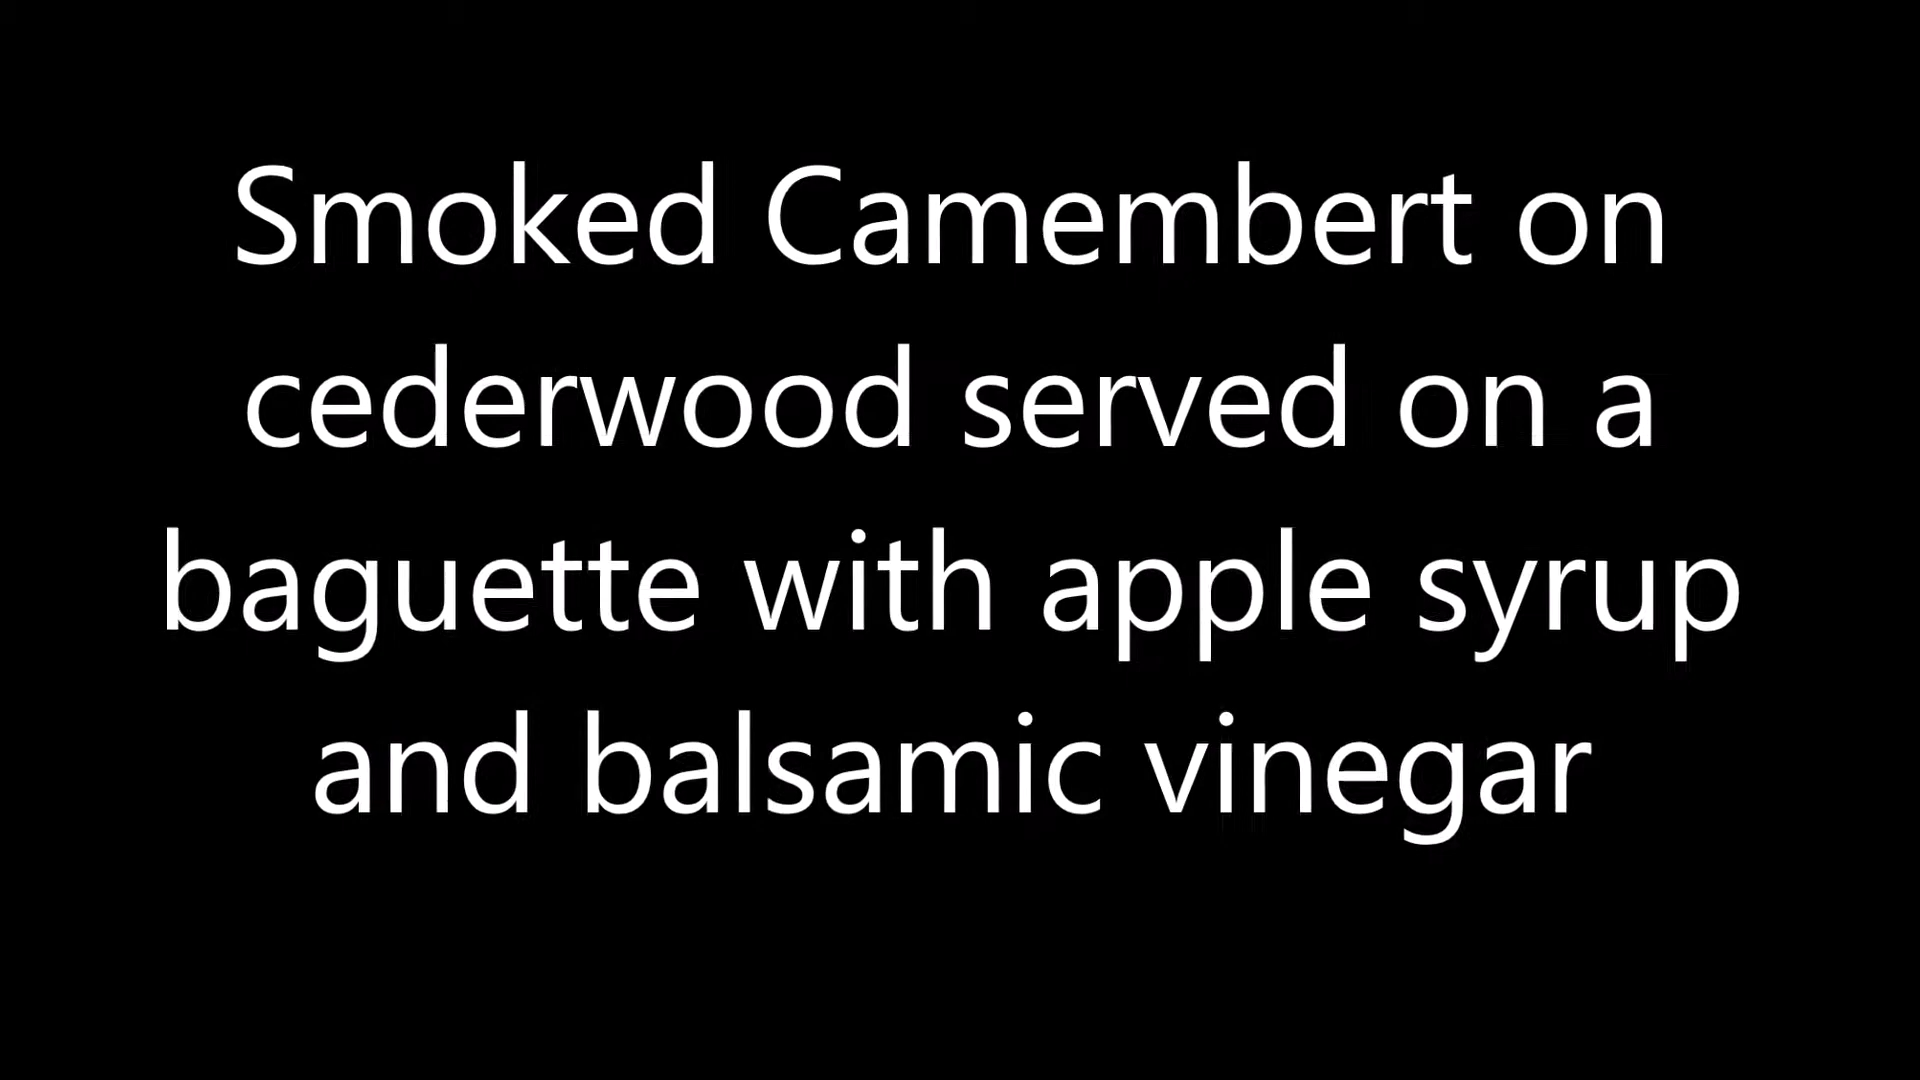 Smoked Camembert on
cederwood served on a
baguette with apple syrup
and balsamic vinegar